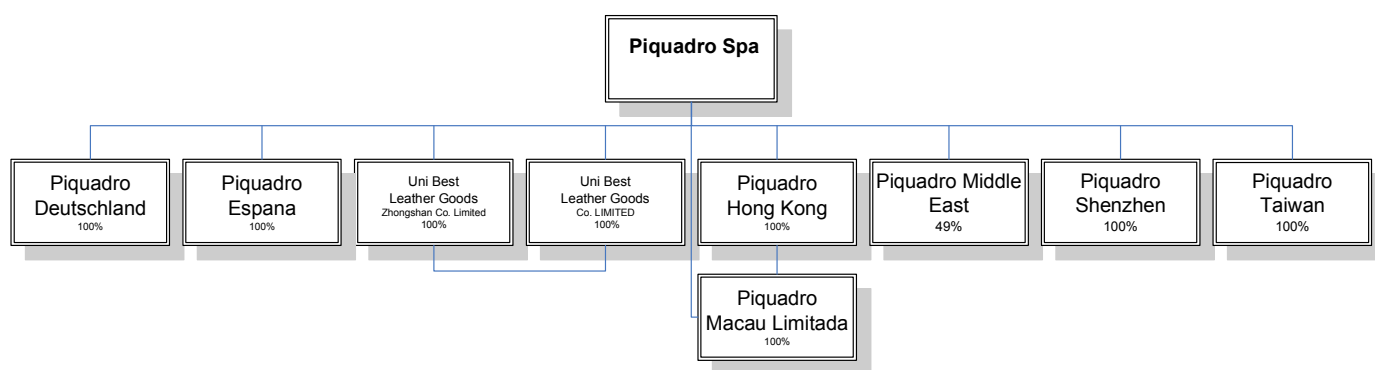 Piquadro Spa
Piquadro
Deutschland
100%
Piquadro
Espana
100%
Uni Best
Leather Goods
Zhongshan Co. Limited
100%
Uni Best
Leather Goods
Co. LIMITED
100%
Piquadro
Hong Kong
100%
Piquadro Middle
East
49%
Piquadro
Shenzhen
100%
Piquadro
Taiwan
100%
Piquadro
Macau Limitada
100%